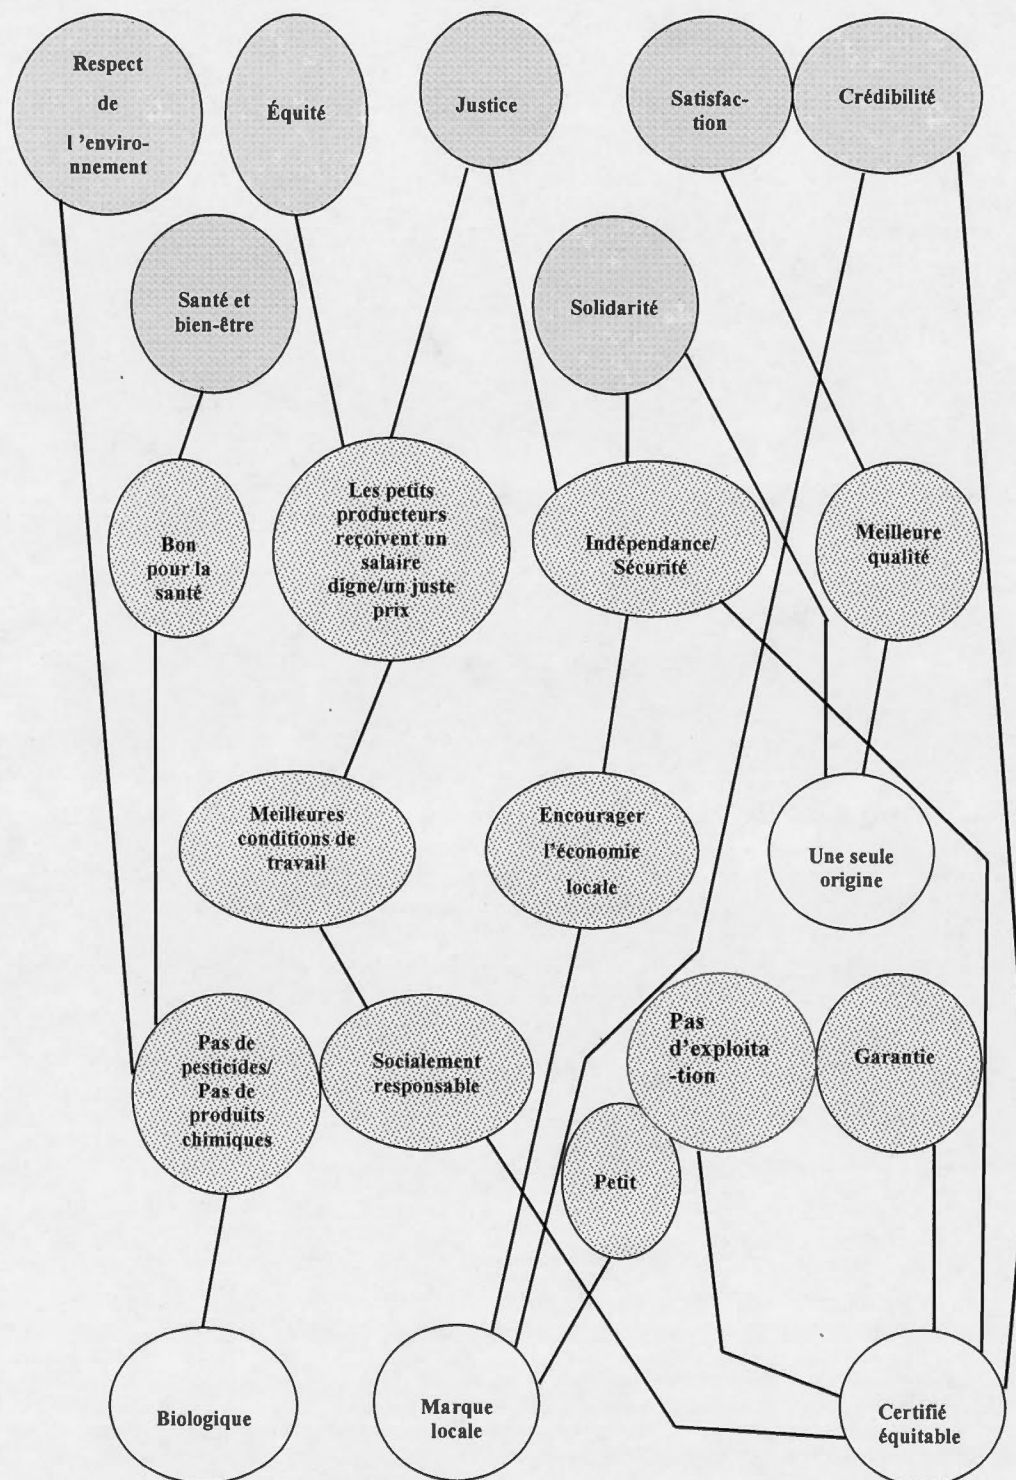 Respect
de
l 'enviro-
nnement
Équité
Justice
Satisfac-
tion
Crédibilité
Santé et
bien-être
Solidarité
Bon
pour la
santé
Les petits
producteurs
reçoivent un
salaire
digne/un juste
prix
Indépendance/
Sécurité
Meilleure
qualité
Meilleures
conditions de
travail
Encourager
l'économie
locale
Une seule
origine
Pas de
pesticides/
Pas de
produits
chimiques
Socialement
responsable
Pas
d'exploita
-tion
Garantie
Petit
Biologique
Marque
locale
Certifié
équitable